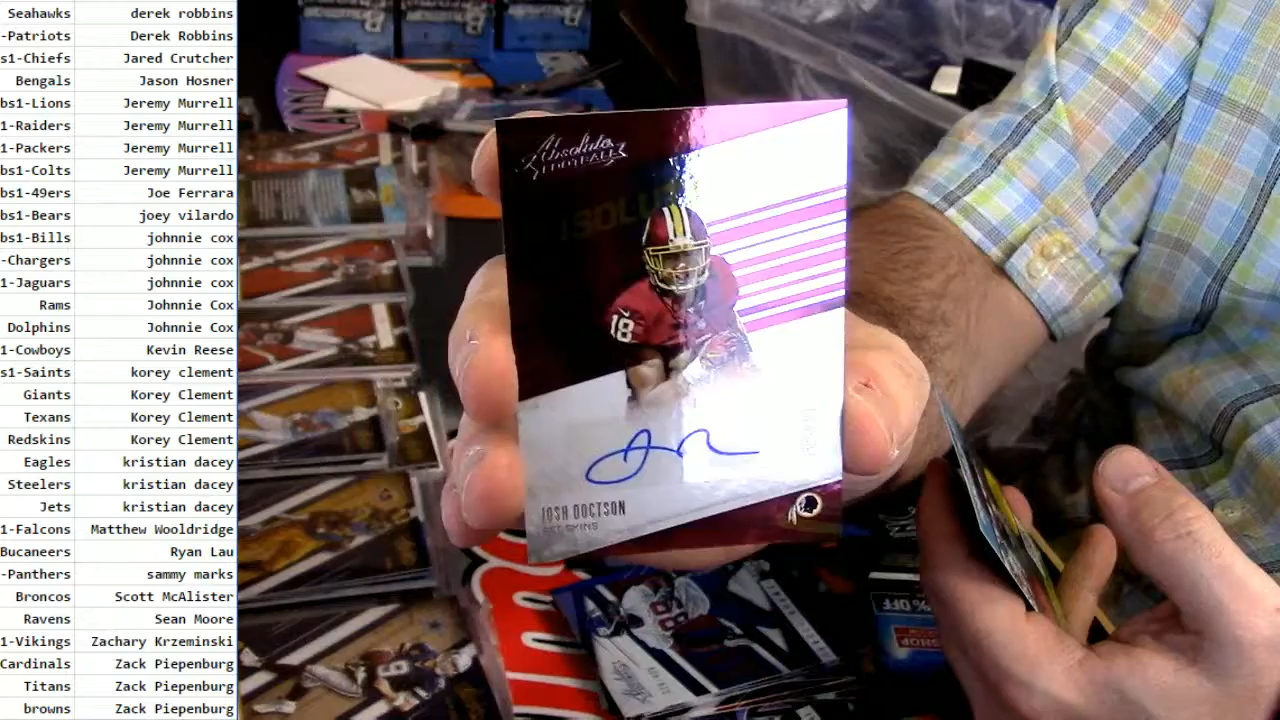 Seahawks derek robbins
-Patriots Derek Robbins
s1-Chiefs Jared Crutcher
Bengals Jason Hosner
bs1-Lions Jeremy Murrell
1-Raiders Jeremy Murrell
1-Packers Jeremy Murrell
bs1-Colts Jeremy Murrell
bs1-49ers Joe Ferrara
bs1-Bears joey vilardo
bs1-Bills johnnie cox
-Chargers johnnie cox
1-Jaguars johnnie cox
Rams Johnnie Cox
Dolphins Johnnie Cox
1-Cowboys Kevin Reese
s1-Saints korey clement
Giants Korey Clement
Texans Korey Clement
Redskins Korey Clement
Eagles kristian dacey
Steelers kristian dacey
Jets kristian dacey
1-Falcons Matthew Wooldridge
Bucaneers Ryan Lau
-Panthers sammy marks
Broncos Scott McAlister
Ravens Sean Moore
1-Vikings Zachary Krzeminski
Cardinals Zack Piepenburg
Titans Zack Piepenburg
browns Zack Piepenburg
Absolute
FOOTBALL
18
JOSH DOCTSON
REDSKINS
% OFF
SHOP